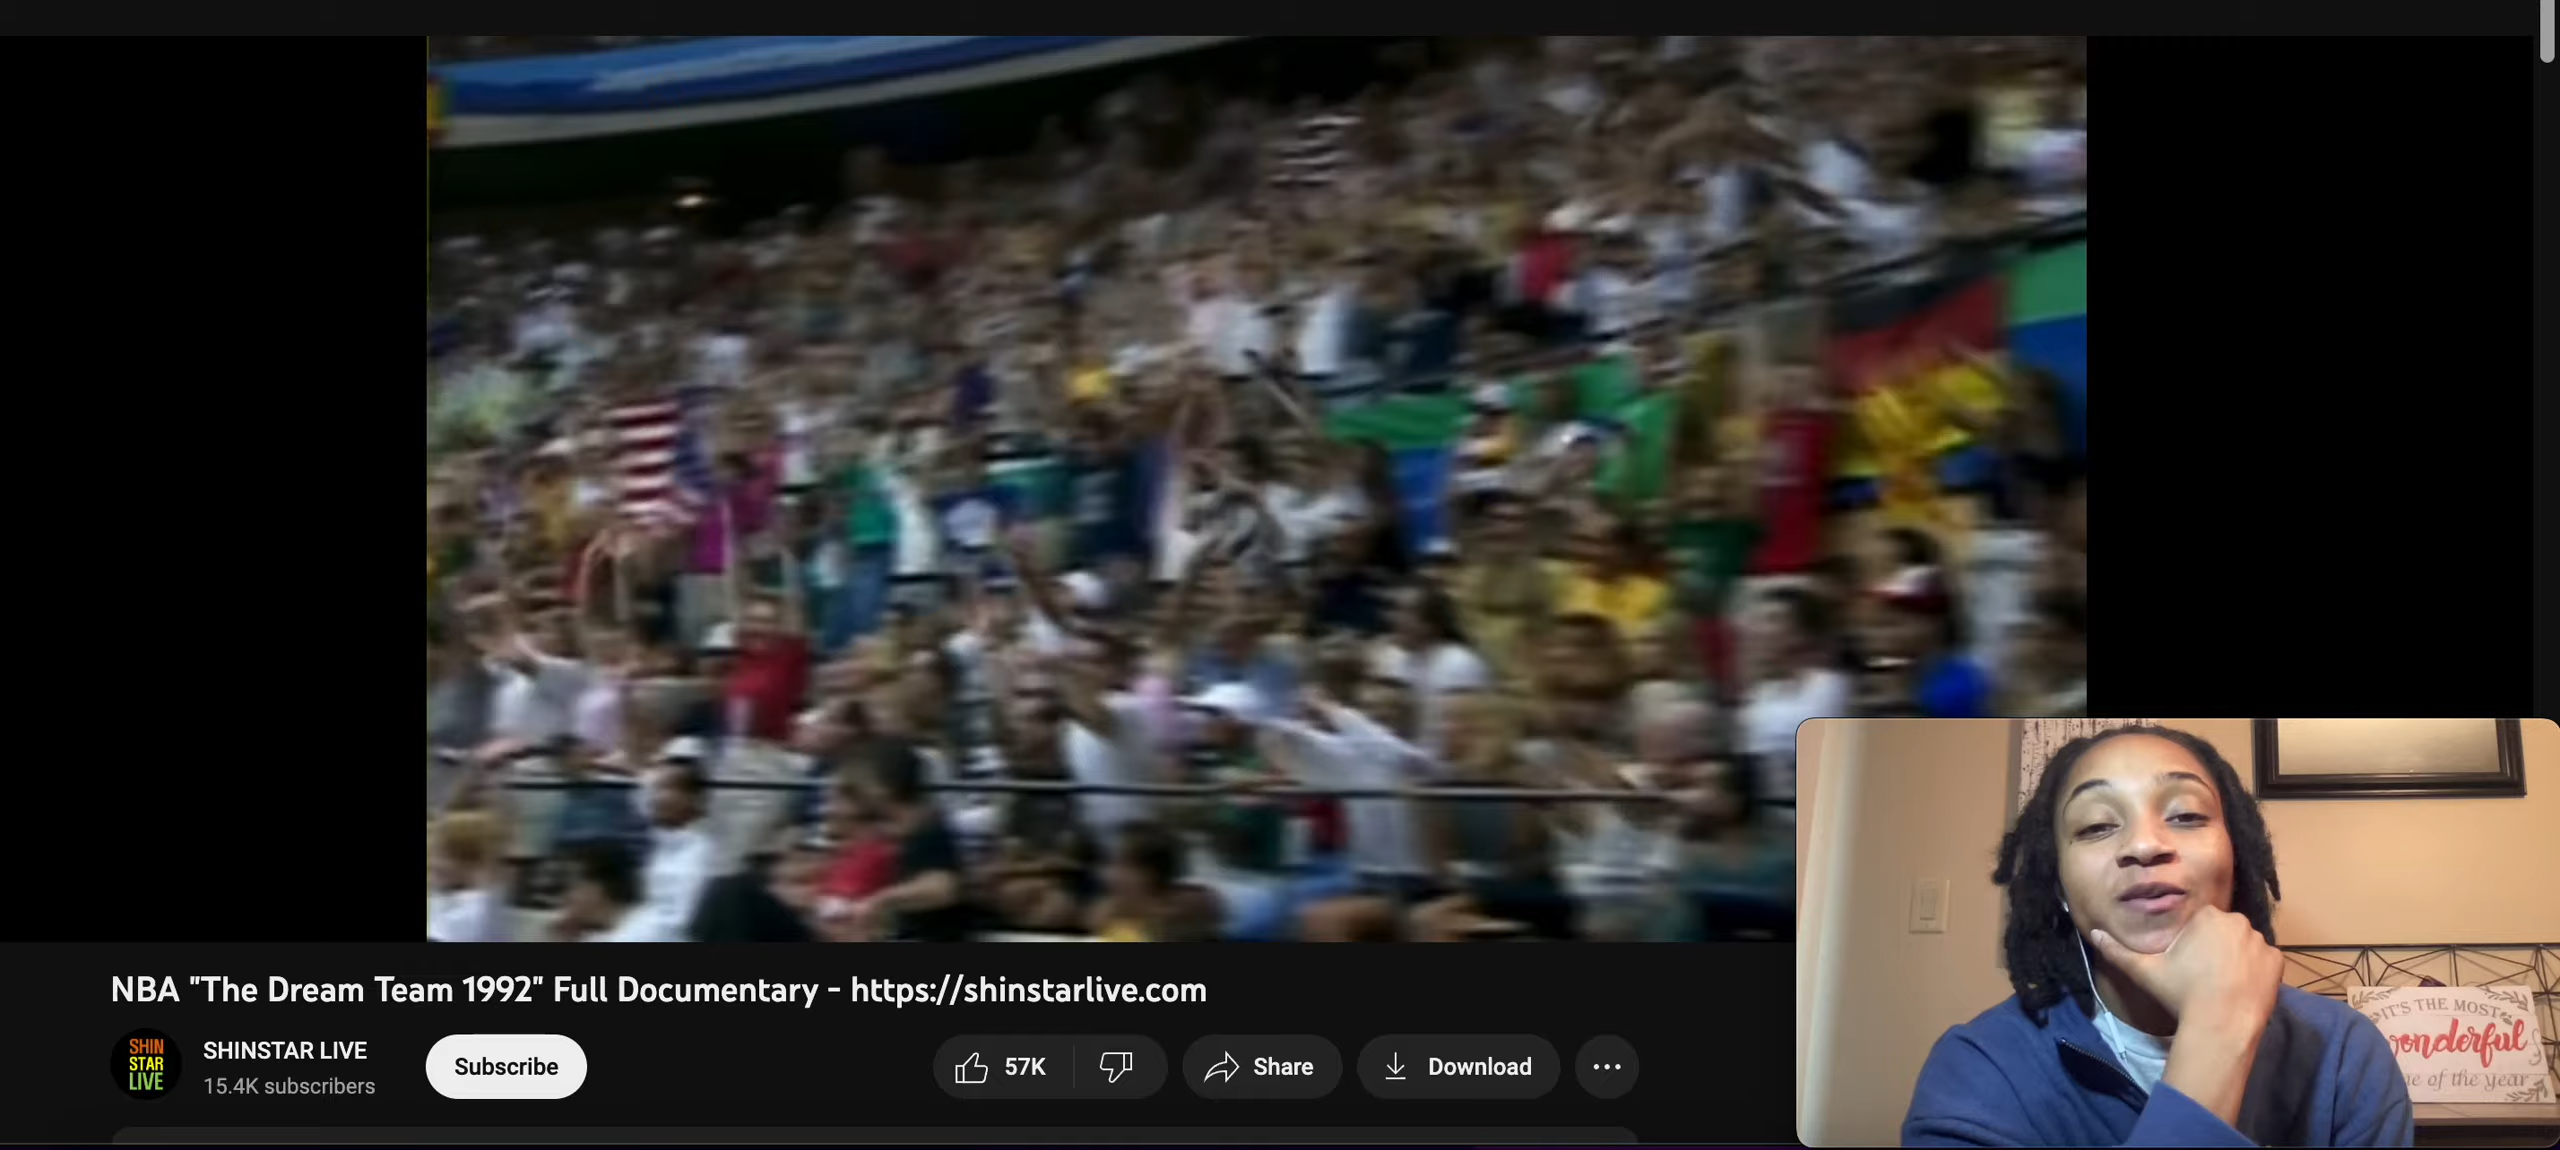 NBA "The Dream Team 1992" Full Documentary - https://shinstarlive.com
SHIN
STAR
LIVE
SHINSTAR LIVE
15.4K subscribers
Subscribe
57K
Share
Download
IT'S THE MOST
wonderful
of the year